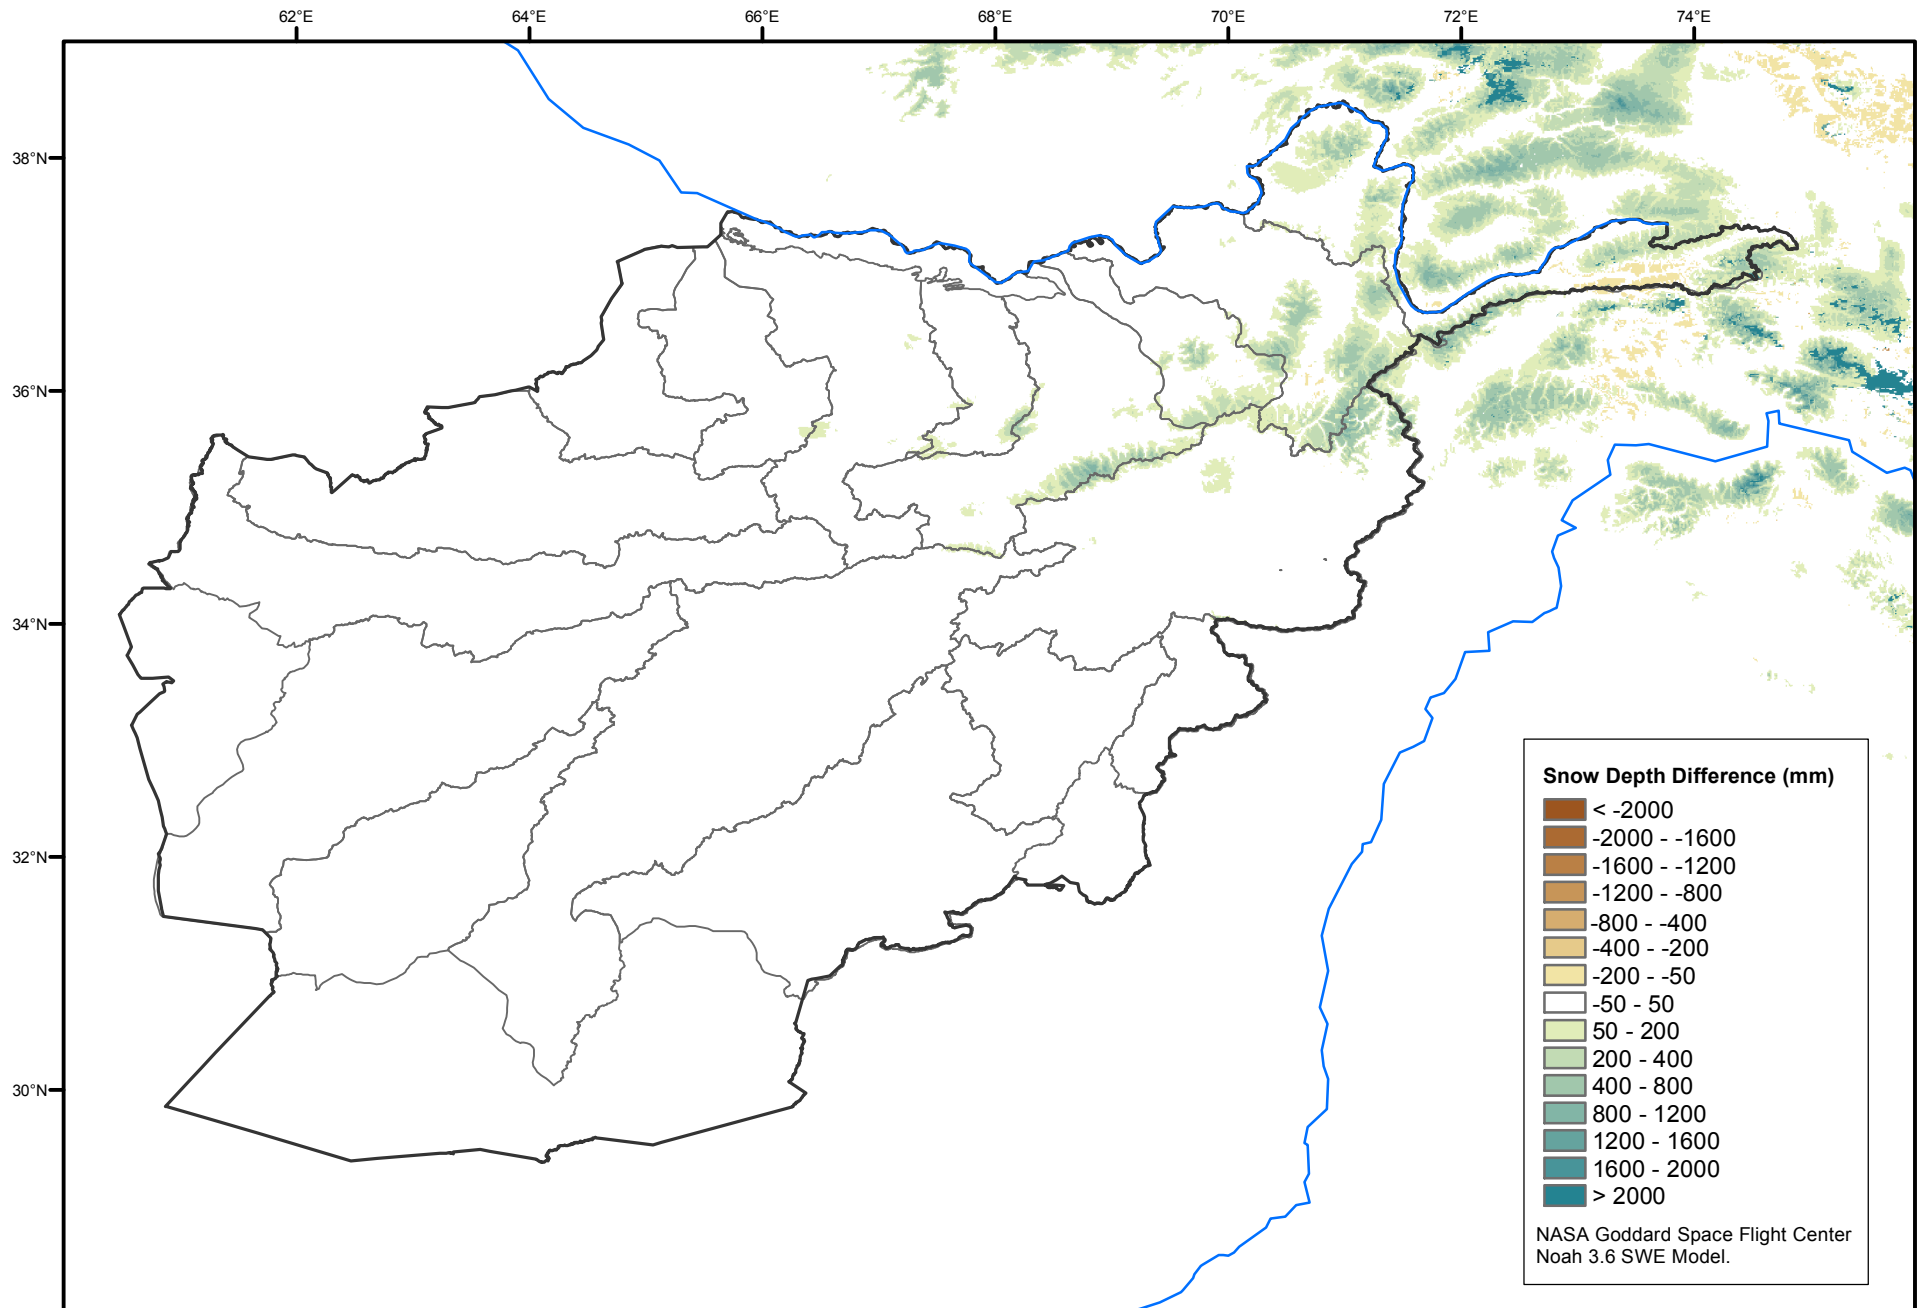 62°E 64°E 66°E 68°E 70°E 72°E 74°E
38°N
36°N
34°N
32°N
30°N
Snow Depth Difference (mm)
< -2000
-2000 - -1600
-1600 - -1200
-1200 - -800
-800 - -400
-400 - -200
-200 - -50
-50 - 50
50 - 200
200 - 400
400 - 800
800 - 1200
1200 - 1600
1600 - 2000
> 2000
NASA Goddard Space Flight Center
Noah 3.6 SWE Model.